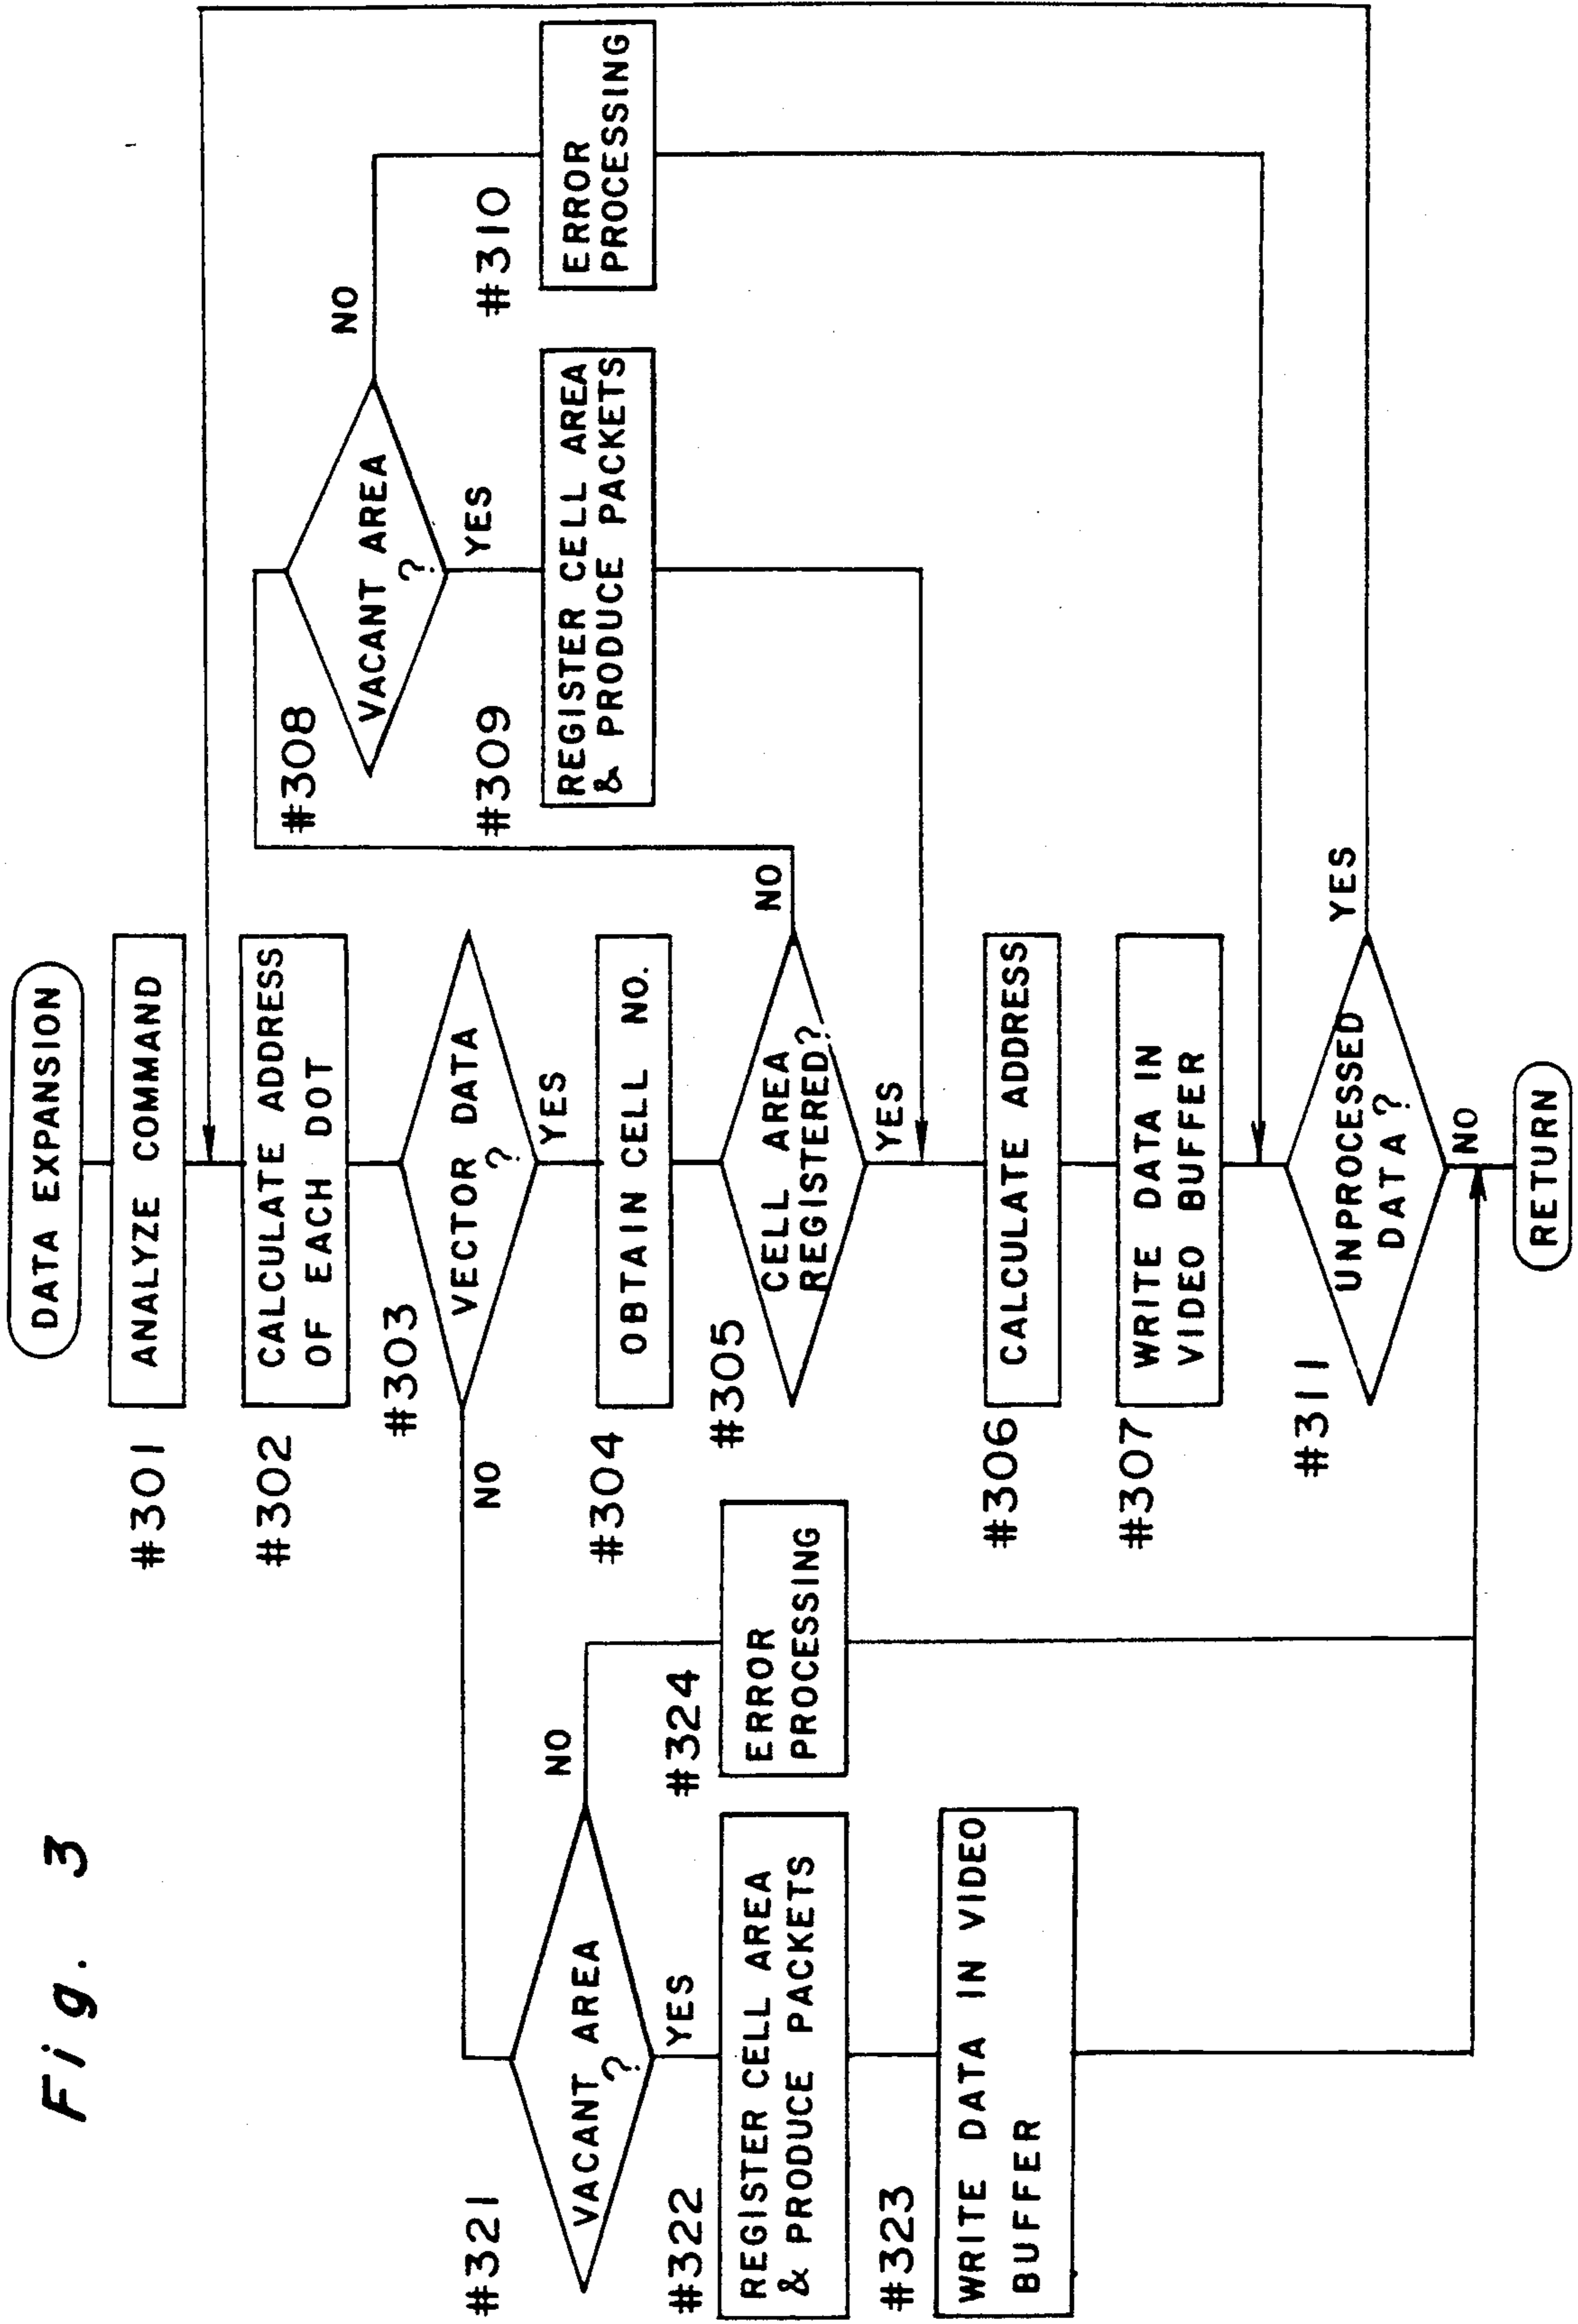 Fig. 3
DATA EXPANSION
#301
ANALYZE COMMAND
#302
CALCULATE ADDRESS
OF EACH DOT
#303
VECTOR DATA
?
NO
YES
#304
OBTAIN CELL NO.
#305
CELL AREA
REGISTERED?
NO
YES
#306
CALCULATE ADDRESS
#307
WRITE DATA IN
VIDEO BUFFER
#308
VACANT AREA
?
NO
YES
#309
REGISTER CELL AREA
& PRODUCE PACKETS
#310
ERROR
PROCESSING
#311
UNPROCESSED
DATA?
YES
NO
RETURN
#321
VACANT AREA
?
NO
YES
#322
REGISTER CELL AREA
& PRODUCE PACKETS
#323
WRITE DATA IN VIDEO
BUFFER
#324
ERROR
PROCESSING